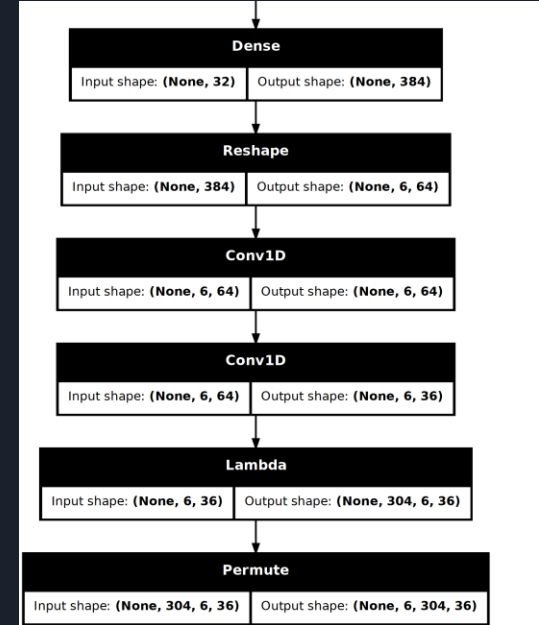 Dense
Input shape: (None, 32) Output shape: (None, 384)
Reshape
Input shape: (None, 384) Output shape: (None, 6, 64)
Conv1D
Input shape: (None, 6, 64) Output shape: (None, 6, 64)
Conv1D
Input shape: (None, 6, 64) Output shape: (None, 6, 36)
Lambda
Input shape: (None, 6, 36) Output shape: (None, 304, 6, 36)
Permute
Input shape: (None, 304, 6, 36) Output shape: (None, 6, 304, 36)